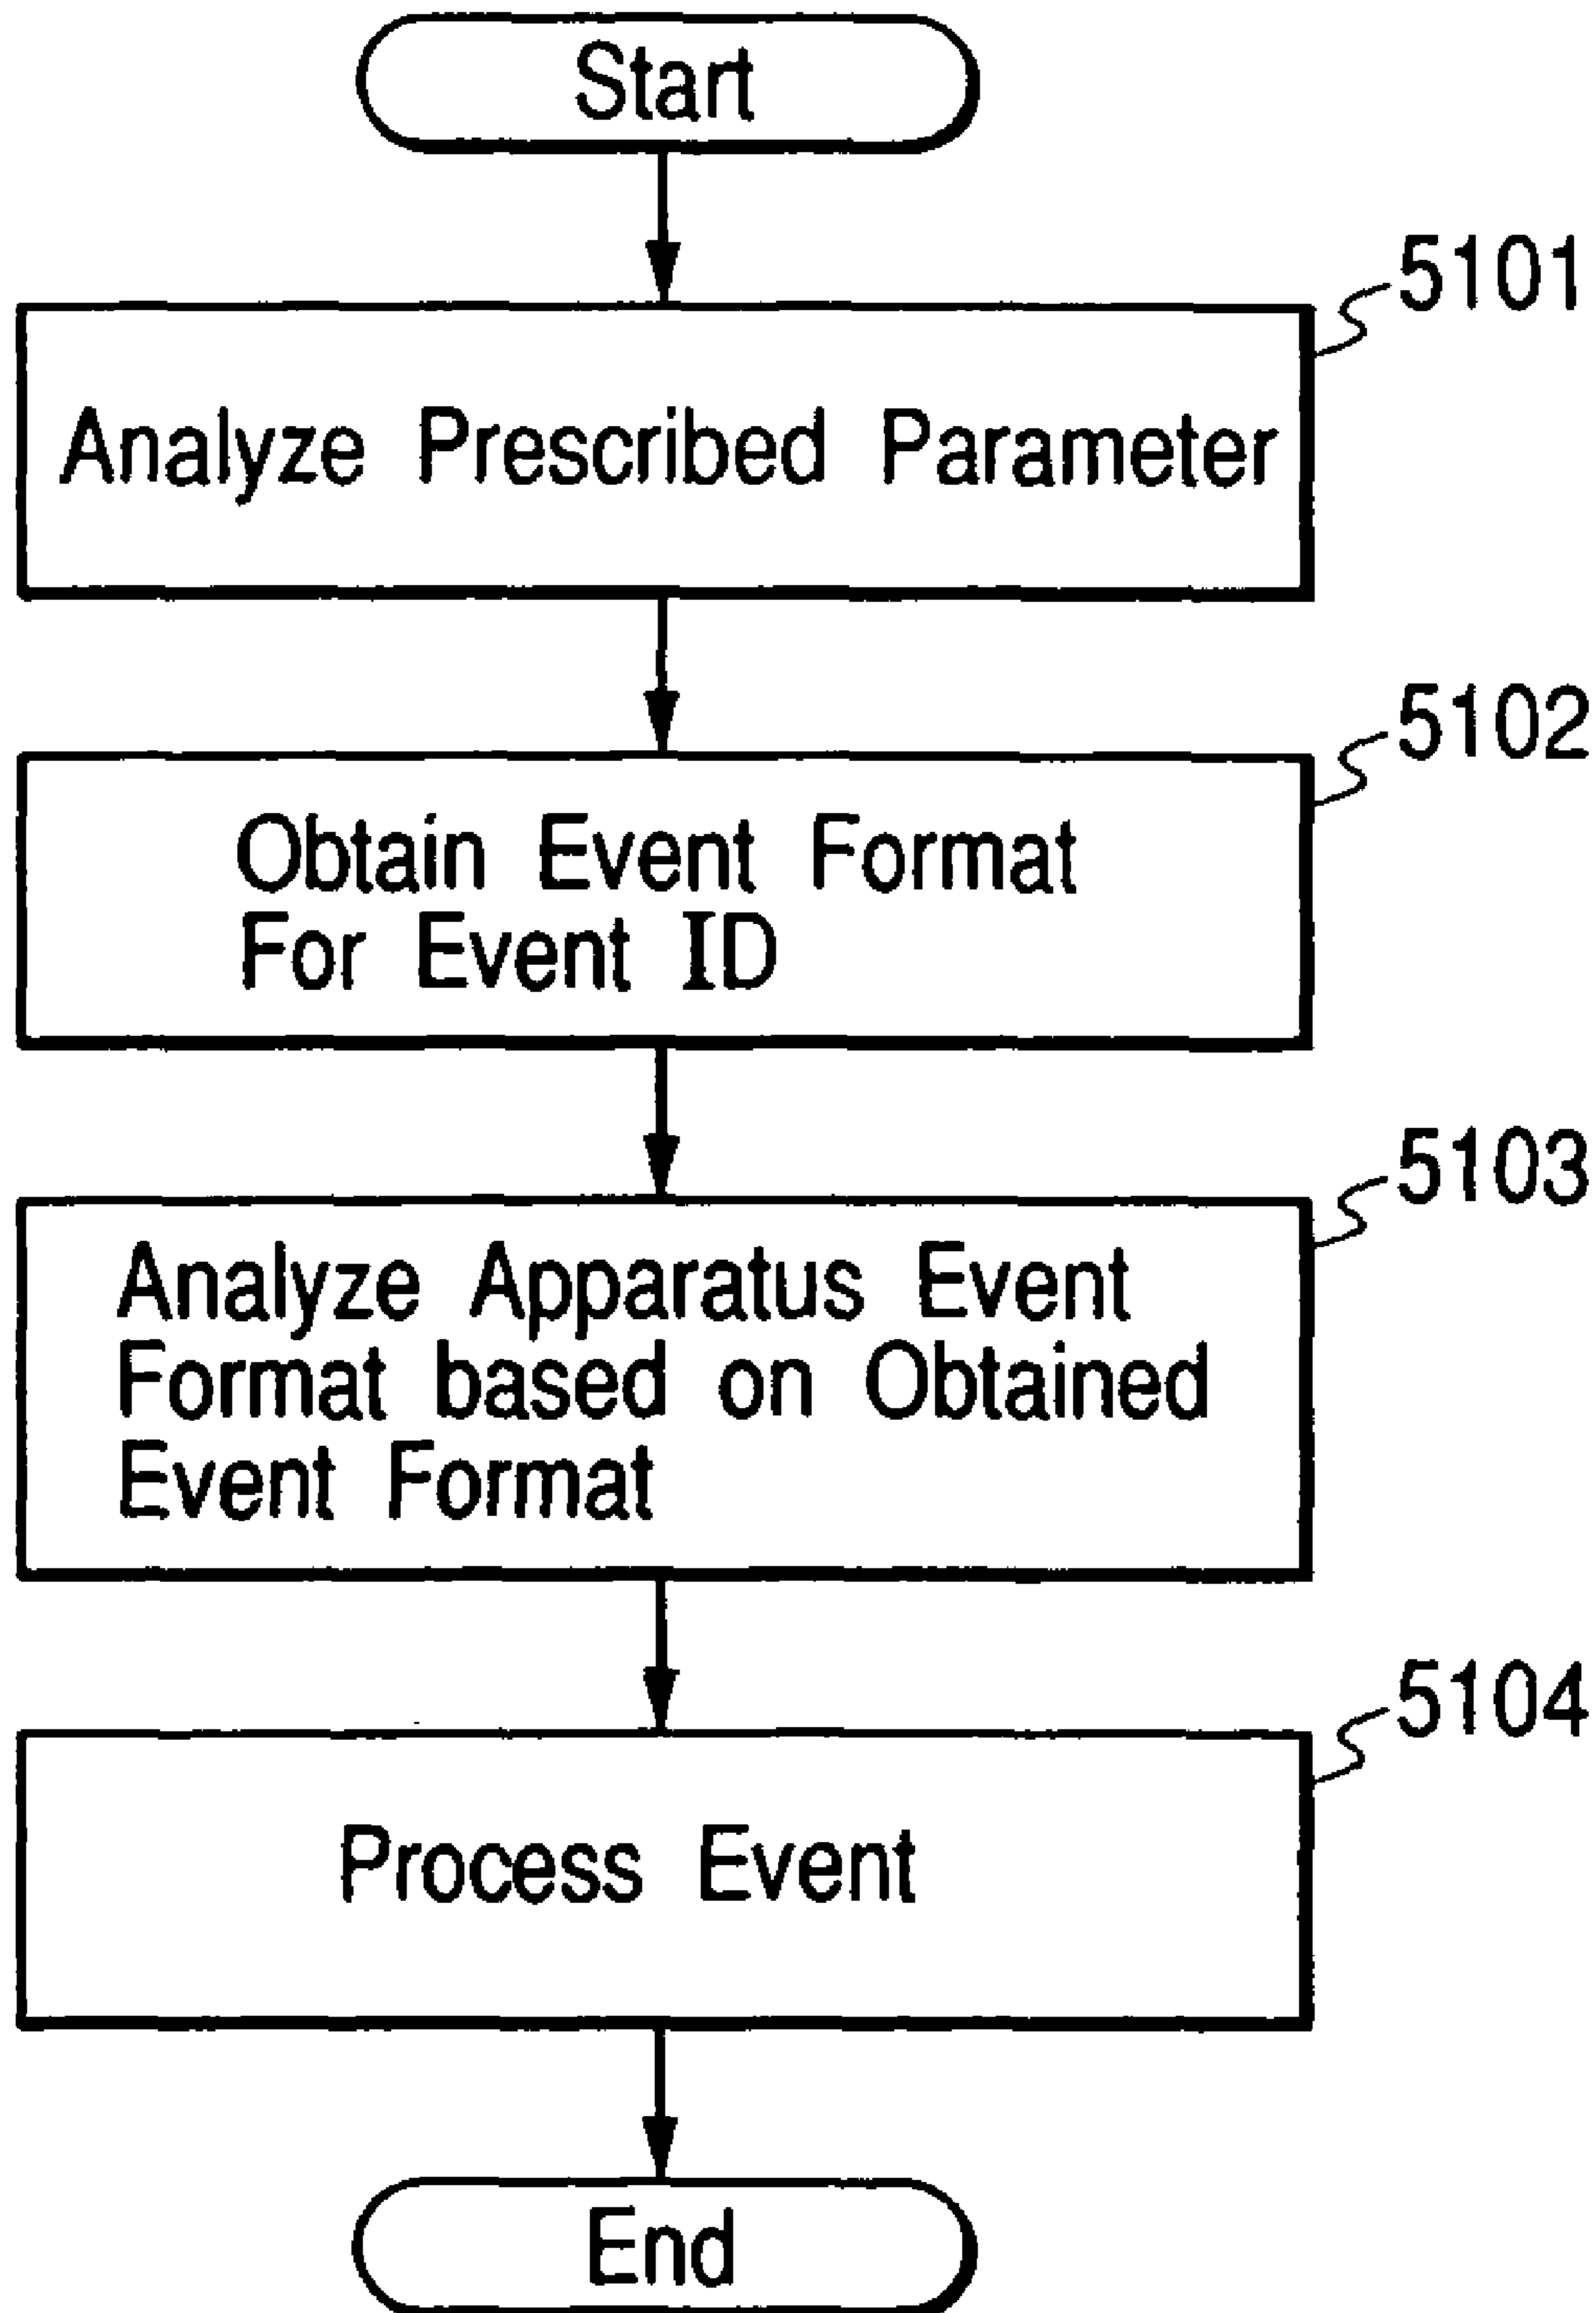 Start
5101
Analyze Prescribed Parameter
5102
Obtain Event Format
For Event ID
5103
Analyze Apparatus Event
Format based on Obtained
Event Format
5104
Process Event
End